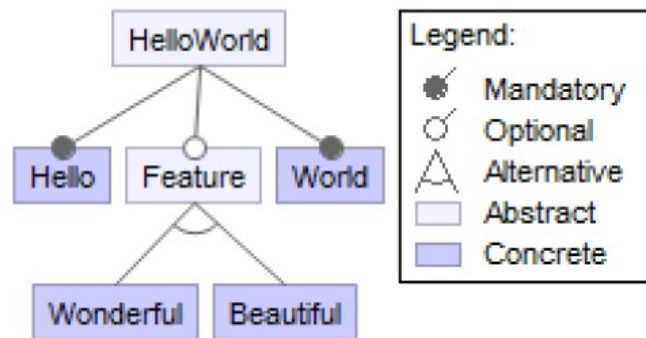 HelloWorld
Hello
Feature
World
Wonderful
Beautiful
Legend:
Mandatory
Optional
Alternative
Abstract
Concrete